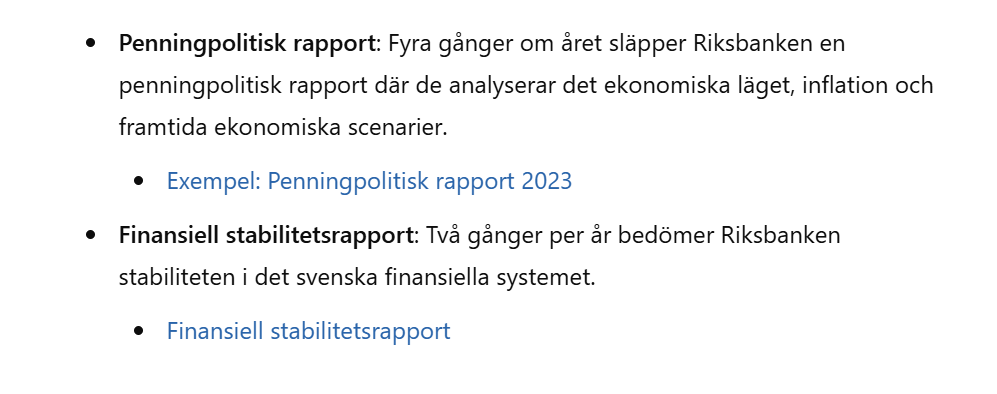 Penningpolitisk rapport: Fyra gånger om året släpper Riksbanken en
penningpolitisk rapport där de analyserar det ekonomiska läget, inflation och
framtida ekonomiska scenarier.
Exempel: Penningpolitisk rapport 2023
Finansiell stabilitetsrapport: Två gånger per år bedömer Riksbanken
stabiliteten i det svenska finansiella systemet.
Finansiell stabilitetsrapport